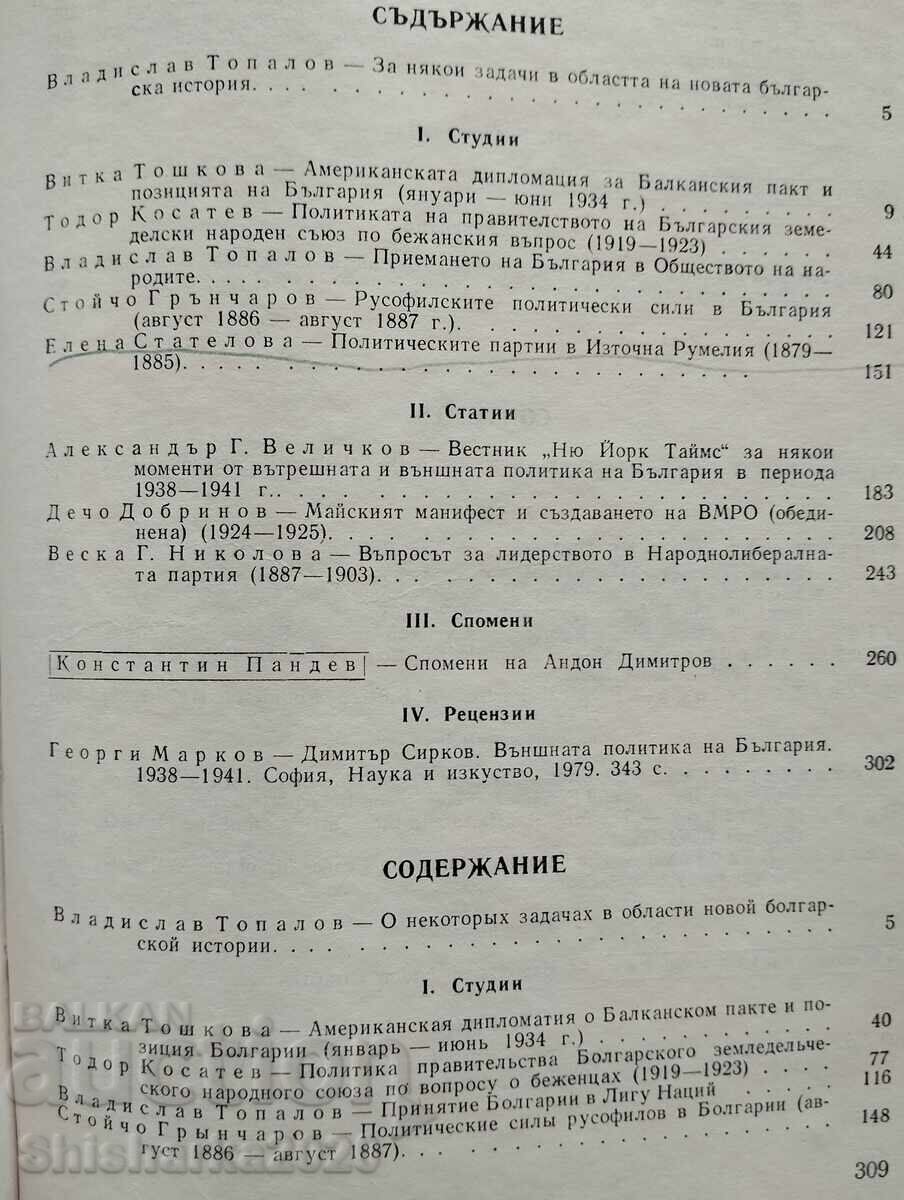 СЪДЪРЖАНИЕ
Владислав Топалов — За някои задачи в областта на новата българ-
ска история. . . . . . . . . . . . . . . . . . . . . . 5
I. Студии
Витка Тошкова — Американската дипломация за Балканския пакт и
позицията на България (януари — юни 1934 г.) . . . . . . . . 9
Тодор Косатев — Политиката на правителството на Българския земе-
делски народен съюз по бежанския въпрос (1919—1923) . . . . . . 44
Владислав Топалов — Приемането на България в Обществото на на-
родите. . . . . . . . . . . . . . . . . . . . . . 80
Стойчо Грънчаров — Русофилските политически сили в България
(август 1886 — август 1887 г.). . . . . . . . . . . . . . . 121
Елена Стателова — Политическите партии в Източна Румелия (1879—
1885). . . . . . . . . . . . . . . . . . . . . . 151
II. Статии
Александър Г. Величков — Вестник „Ню Йорк Таймс“ за някои
моменти от вътрешната и външната политика на България в периода
1938—1941 г.. . . . . . . . . . . . . . . . . . . . 183
Дечо Добринов — Майският манифест и създаването на ВМРО (обеди-
нена) (1924—1925). . . . . . . . . . . . . . . . . . 208
Веска Г. Николова — Въпросът за лидерството в Народнолиберална-
та партия (1887—1903). . . . . . . . . . . . . . . . . 243
III. Спомени
Константин Пандев — Спомени на Андон Димитров . . . . . . 260
IV. Рецензии
Георги Марков — Димитър Сирков. Външната политика на България.
1938—1941. София, Наука и изкуство, 1979. 343 с. . . . . . . . . 302
СОДЕРЖАНИЕ
Владислав Топалов — О некоторых задачах в области новой болгар-
ской истории. . . . . . . . . . . . . . . . . . . . . 5
I. Студии
Витка Тошкова — Американская дипломатия о Балканском пакте и по-
зиция Болгарии (январь — июнь 1934 г.) . . . . . . . . . . 40
Тодор Косатев — Политика правительства Болгарского земледельче-
ского народного союза по вопросу о беженцах (1919—1923) . . . . 77
Владислав Топалов — Принятие Болгарии в Лигу Наций . . . . . 116
Стойчо Грынчаров — Политические силы русофилов в Болгарии (ав-
густ 1886 — август 1887). . . . . . . . . . . . . . . . 148
309